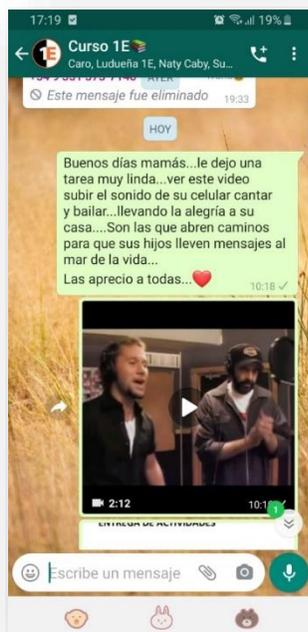 17:19 19%
1E
Curso 1E📚
Caro, Ludueña 1E, Naty Caby, Su...
AYER
Este mensaje fue eliminado 19:33
HOY
Buenos días mamás...le dejo una
tarea muy linda...ver este video
subir el sonido de su celular cantar
y bailar...llevando la alegría a su
casa....Son las que abren caminos
para que sus hijos lleven mensajes al
mar de la vida...
Las aprecio a todas...❤️
10:18
2:12
1
ENTREGA DE ACTIVIDADES
Escribe un mensaje